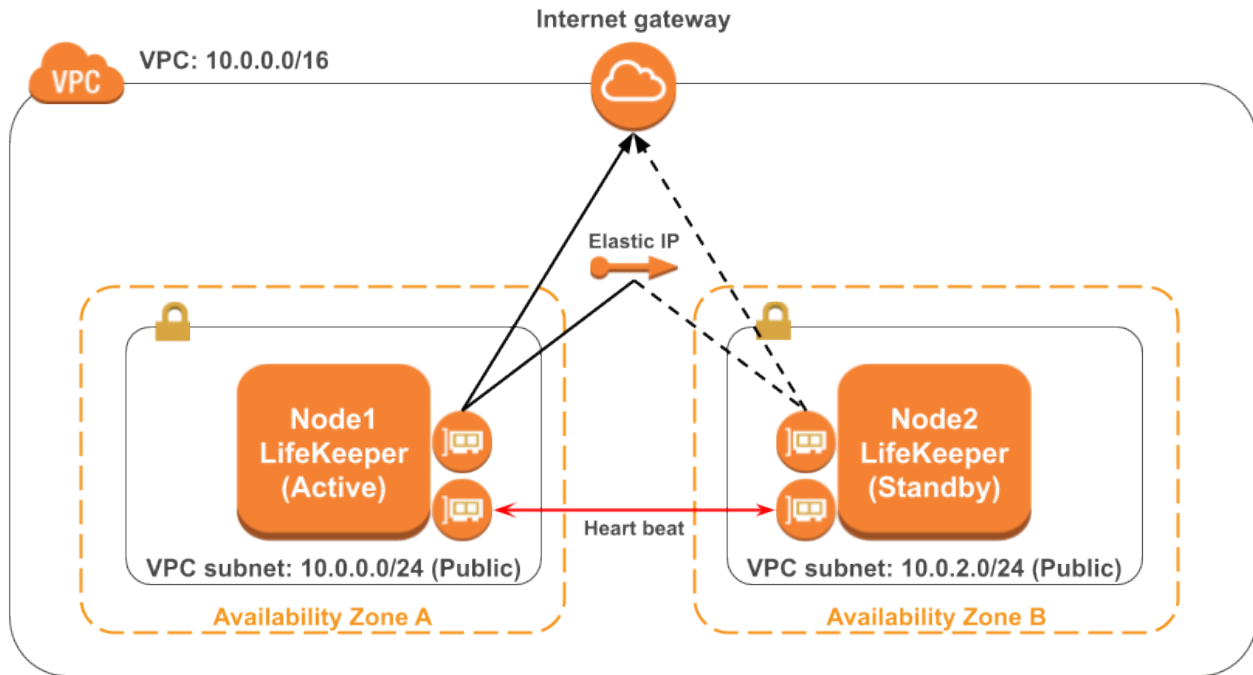 Internet gateway
VPC
VPC: 10.0.0.0/16
Elastic IP
Node1
LifeKeeper
(Active)
Node2
LifeKeeper
(Standby)
Heart beat
VPC subnet: 10.0.0.0/24 (Public)
VPC subnet: 10.0.2.0/24 (Public)
Availability Zone A
Availability Zone B